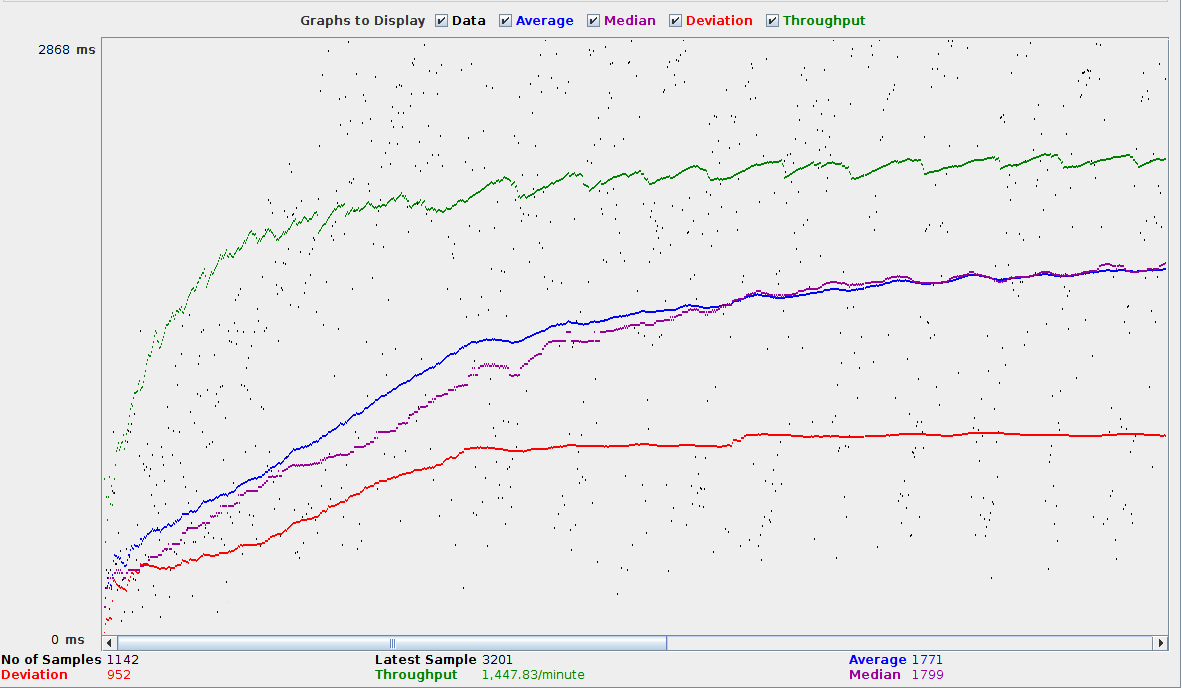 Graphs to Display Data Average Median Deviation Throughput
2868 ms
0 ms
No of Samples 1142 Latest Sample 3201 Average 1771
Deviation 952 Throughput 1,447.83/minute Median 1799